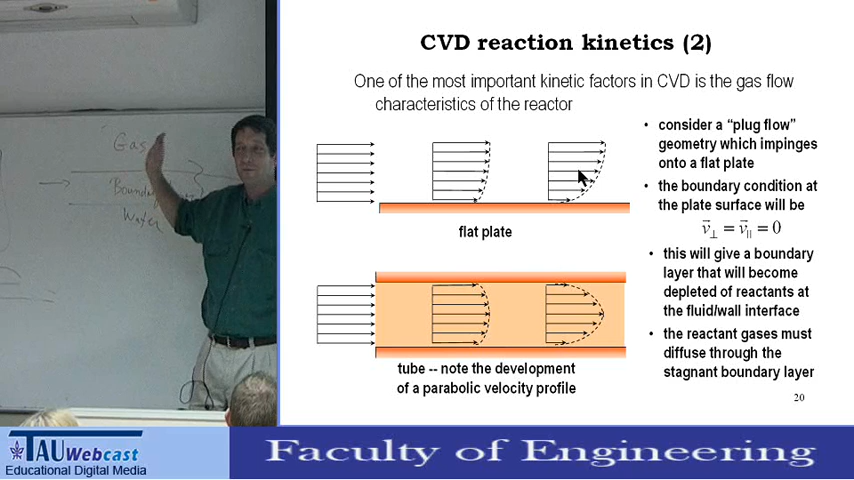 CVD reaction kinetics (2)
One of the most important kinetic factors in CVD is the gas flow
characteristics of the reactor
• consider a “plug flow”
geometry which impinges
onto a flat plate
• the boundary condition at
the plate surface will be
v⃗⊥ = v⃗|| = 0
• this will give a boundary
layer that will become
depleted of reactants at
the fluid/wall interface
• the reactant gases must
diffuse through the
stagnant boundary layer
flat plate
tube -- note the development
of a parabolic velocity profile
20
Gas
Wafer
TAU Webcast
Educational Digital Media
Faculty of Engineering